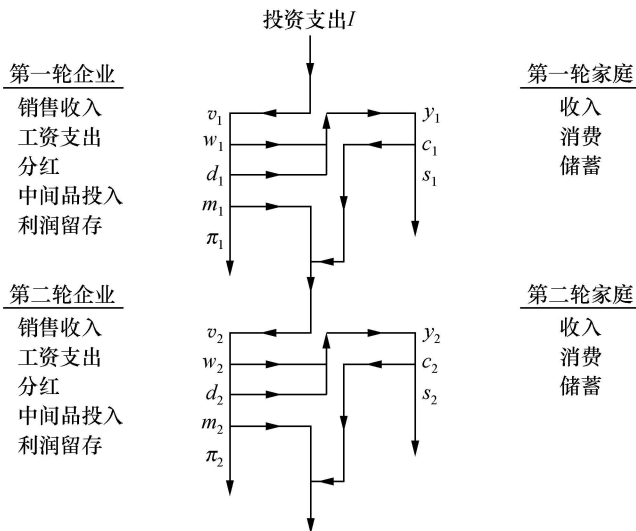 投资支出I
第一轮企业
销售收入
工资支出
分红
中间品投入
利润留存
v₁
w₁
d₁
m₁
π₁
y₁
c₁
s₁
第一轮家庭
收入
消费
储蓄
第二轮企业
销售收入
工资支出
分红
中间品投入
利润留存
v₂
w₂
d₂
m₂
π₂
y₂
c₂
s₂
第二轮家庭
收入
消费
储蓄